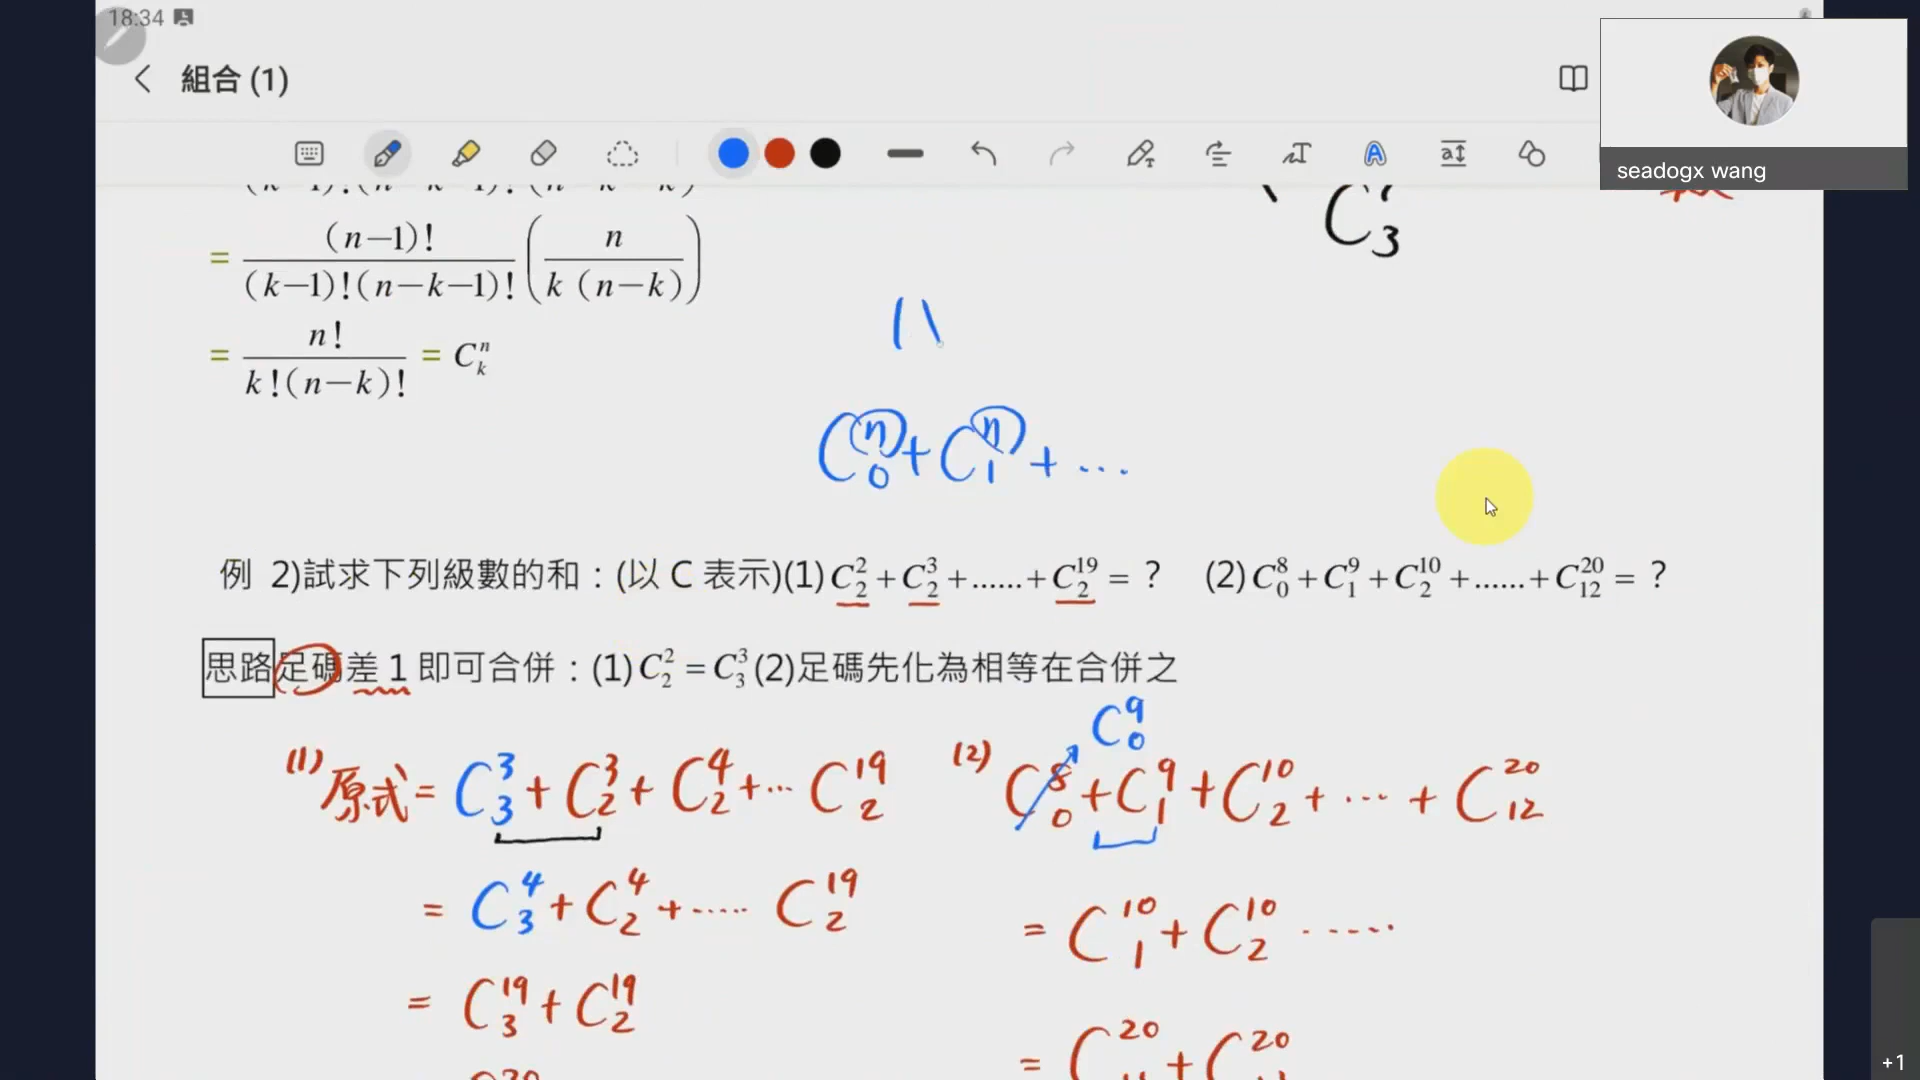 18:34
組合 (1)
seadogx wang
= (n−1)! / (k−1)!(n−k−1)! ( n / k (n−k) )
C 3
= n! / k!(n−k)! = C^n_k
C^n_0 + C^n_1 + ...
例 2)試求下列級數的和:(以 C 表示)(1) C^2_2 + C^3_2 + ...... + C^19_2 = ? (2) C^8_0 + C^9_1 + C^10_2 + ...... + C^20_12 = ?
思路 足碼差 1 即可合併:(1) C^2_2 = C^3_3 (2)足碼先化為相等在合併之
C^9_0
(1) 原式 = C^3_3 + C^3_2 + C^4_2 + ... C^19_2
(2) C^8_0 + C^9_1 + C^10_2 + ... + C^20_12
= C^4_3 + C^4_2 + ..... C^19_2
= C^10_1 + C^10_2 .....
= C^19_3 + C^19_2
= C^20 + C^20
20
+1